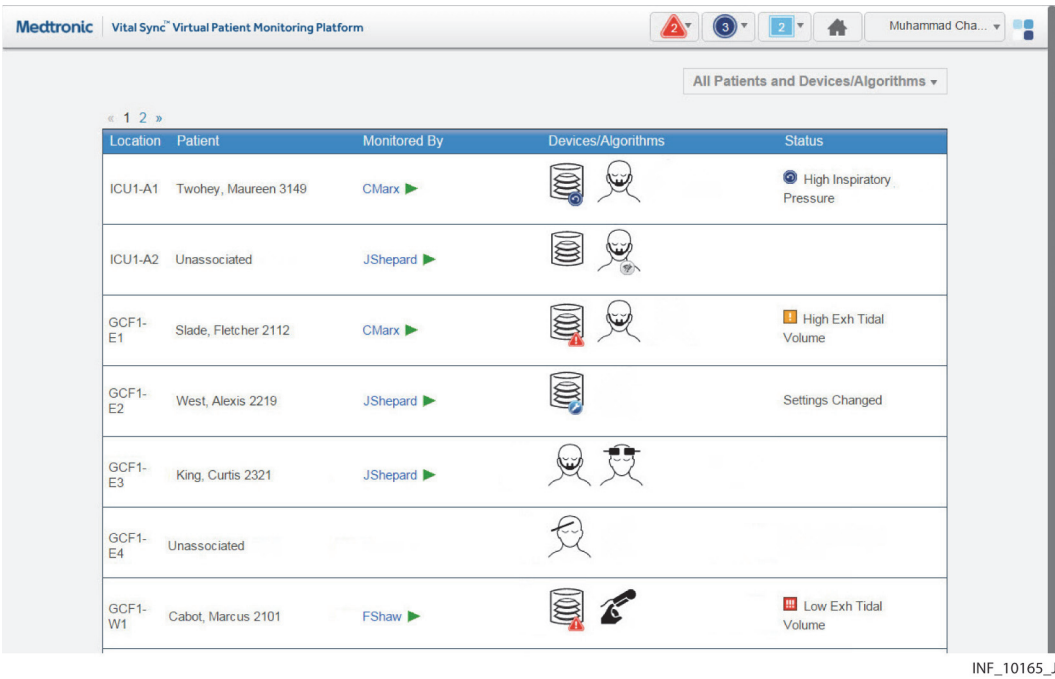 Medtronic Vital Sync™ Virtual Patient Monitoring Platform 2 3 2 Muhammad Cha...
All Patients and Devices/Algorithms
« 1 2 »
Location Patient Monitored By Devices/Algorithms Status
ICU1-A1 Twohey, Maureen 3149 CMarx High Inspiratory
Pressure
ICU1-A2 Unassociated JShepard
GCF1-
E1 Slade, Fletcher 2112 CMarx ! High Exh Tidal
Volume
GCF1-
E2 West, Alexis 2219 JShepard Settings Changed
GCF1-
E3 King, Curtis 2321 JShepard
GCF1-
E4 Unassociated
GCF1-
W1 Cabot, Marcus 2101 FShaw !!! Low Exh Tidal
Volume
INF_10165_J